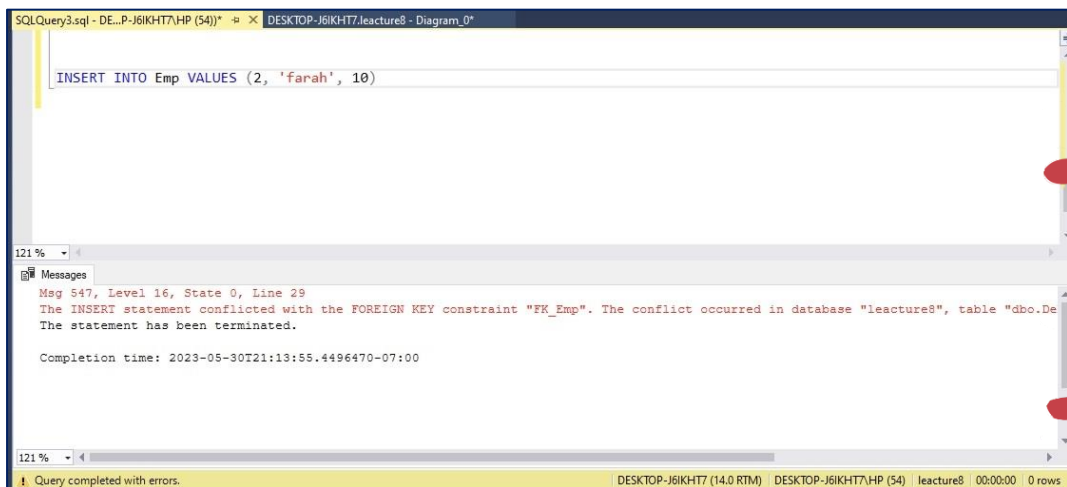 SQLQuery3.sql - DE...P-J6IKHT7\HP (54))* DESKTOP-J6IKHT7.leacture8 - Diagram_0*
INSERT INTO Emp VALUES (2, 'farah', 10)
121 %
Messages
Msg 547, Level 16, State 0, Line 29
The INSERT statement conflicted with the FOREIGN KEY constraint "FK_Emp". The conflict occurred in database "leacture8", table "dbo.De
The statement has been terminated.
Completion time: 2023-05-30T21:13:55.4496470-07:00
121 %
Query completed with errors. DESKTOP-J6IKHT7 (14.0 RTM) DESKTOP-J6IKHT7\HP (54) leacture8 00:00:00 0 rows